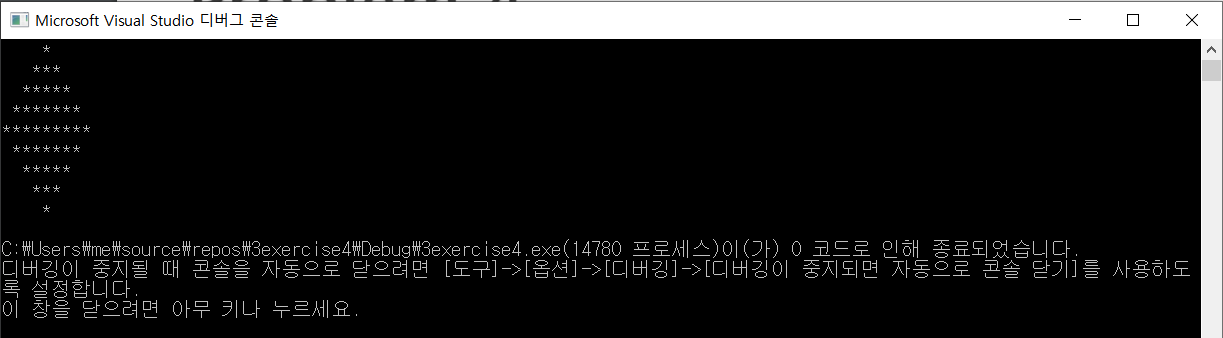 Microsoft Visual Studio 디버그 콘솔
    *
   ***
  *****
 *******
*********
 *******
  *****
   ***
    *
C:₩Users₩me₩source₩repos₩3exercise4₩Debug₩3exercise4.exe(14780 프로세스)이(가) 0 코드로 인해 종료되었습니다.
디버깅이 중지될 때 콘솔을 자동으로 닫으려면 [도구]->[옵션]->[디버깅]->[디버깅이 중지되면 자동으로 콘솔 닫기]를 사용하도
록 설정합니다.
이 창을 닫으려면 아무 키나 누르세요.